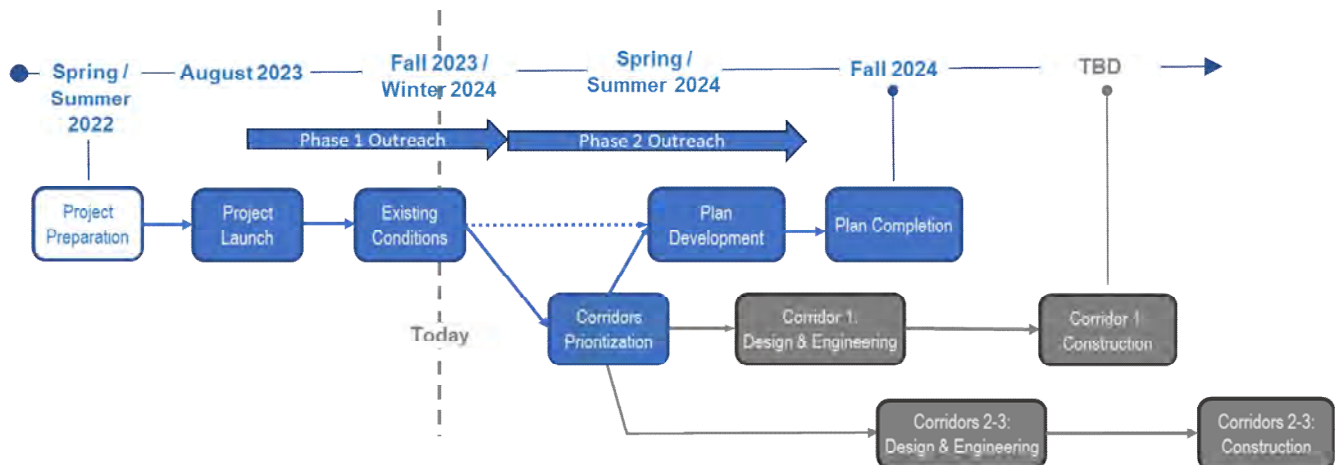 Spring /
Summer
2022
August 2023
Fall 2023 /
Winter 2024
Spring /
Summer 2024
Fall 2024
TBD
Phase 1 Outreach
Phase 2 Outreach
Project
Preparation
Project
Launch
Existing
Conditions
Plan
Development
Plan Completion
Today
Corridors
Prioritization
Corridor 1:
Design & Engineering
Corridor 1
Construction
Corridors 2-3:
Design & Engineering
Corridors 2-3:
Construction